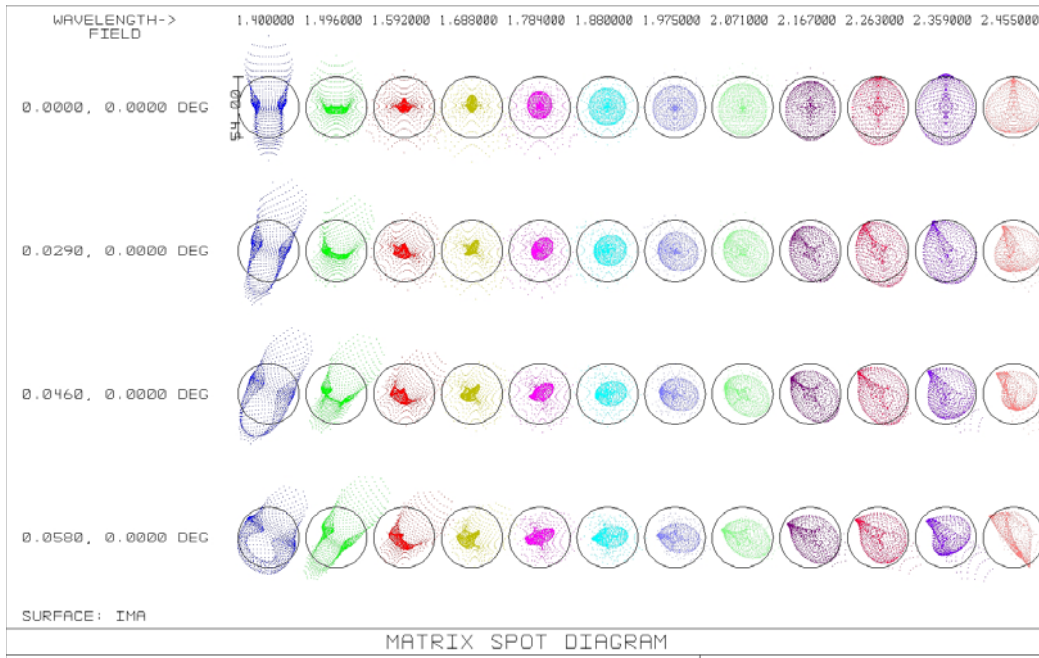 WAVELENGTH-> 1.400000 1.496000 1.592000 1.688000 1.784000 1.880000 1.975000 2.071000 2.167000 2.263000 2.359000 2.455000
FIELD
0.0000, 0.0000 DEG
54.00
0.0290, 0.0000 DEG
0.0460, 0.0000 DEG
0.0580, 0.0000 DEG
SURFACE: IMA
MATRIX SPOT DIAGRAM